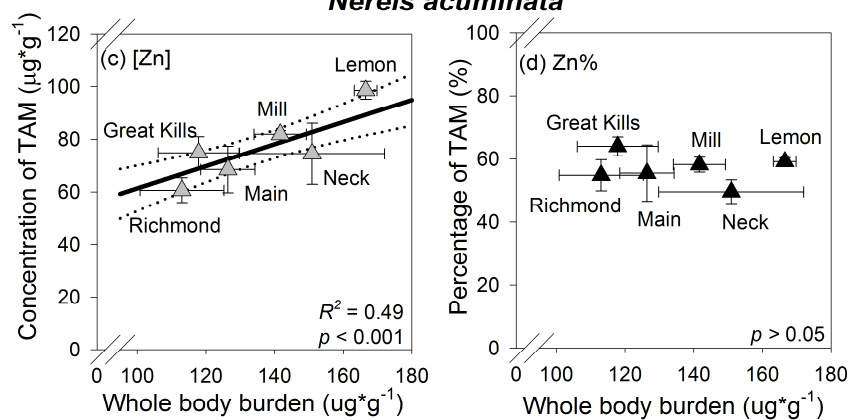 Nereis acuminata
(c) [Zn]
Concentration of TAM (µg*g⁻¹)
120
100
80
60
40
20
0
Lemon
Mill
Great Kills
Neck
Main
Richmond
R² = 0.49
p < 0.001
0 100 120 140 160 180
Whole body burden (ug*g⁻¹)
(d) Zn%
Percentage of TAM (%)
100
80
60
40
20
0
Great Kills
Mill
Lemon
Richmond
Main
Neck
p > 0.05
0 100 120 140 160 180
Whole body burden (ug*g⁻¹)